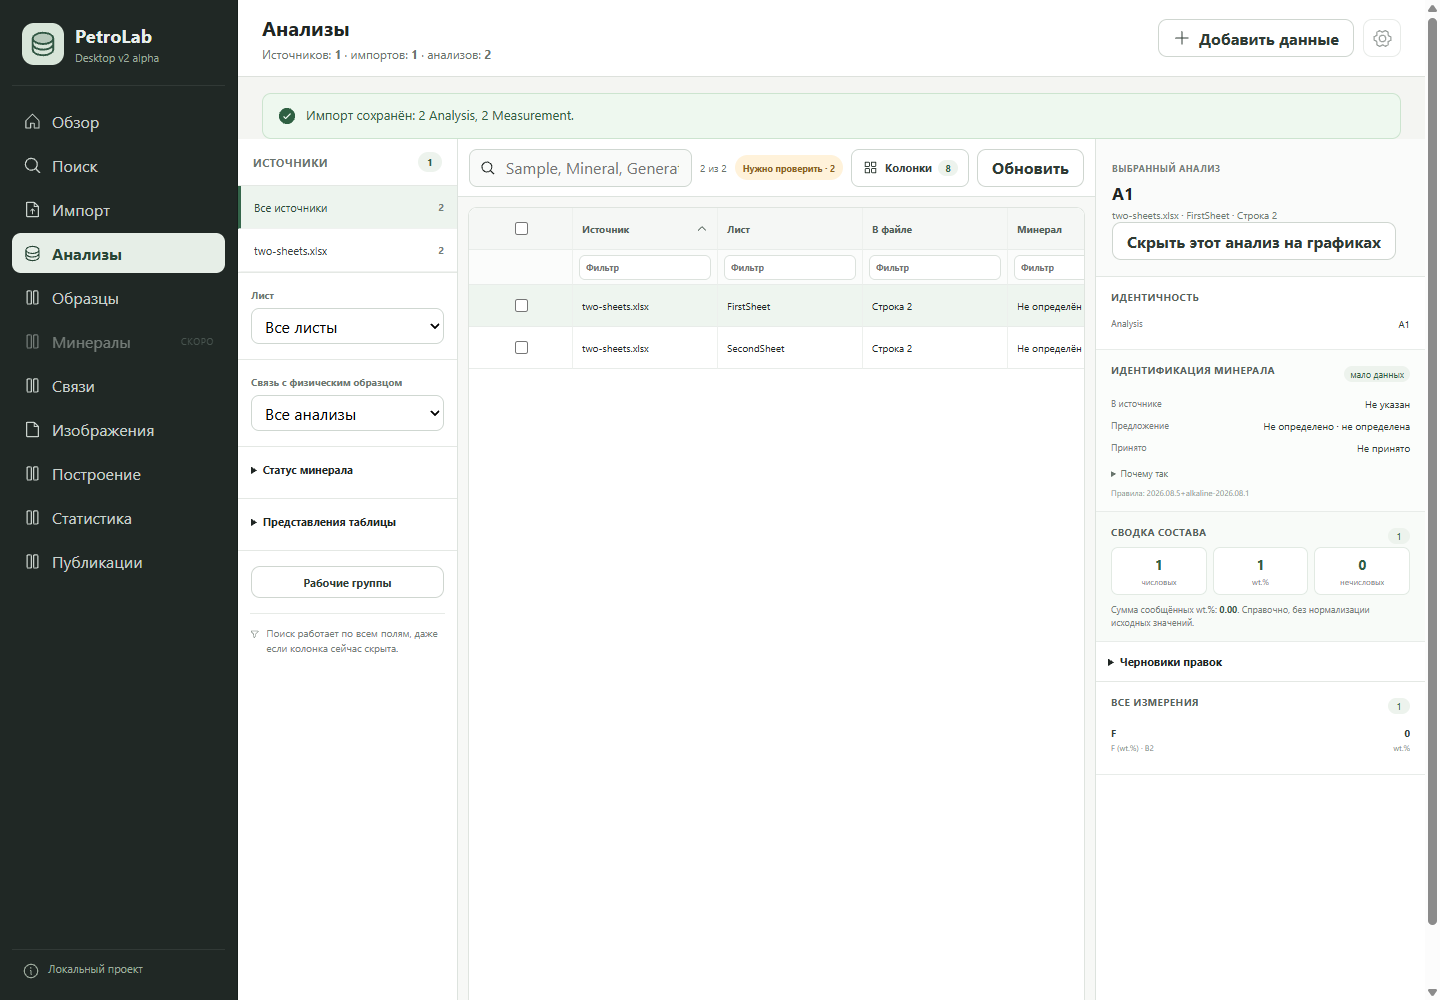 PetroLab
Desktop v2 alpha
Обзор
Поиск
Импорт
Анализы
Образцы
Минералы СКОРО
Связи
Изображения
Построение
Статистика
Публикации
Локальный проект
Анализы
Источников: 1 · импортов: 1 · анализов: 2
Добавить данные
Импорт сохранён: 2 Analysis, 2 Measurement.
ИСТОЧНИКИ 1
Все источники 2
two-sheets.xlsx 2
Лист
Все листы
Связь с физическим образцом
Все анализы
Статус минерала
Представления таблицы
Рабочие группы
Поиск работает по всем полям, даже
если колонка сейчас скрыта.
Sample, Mineral, Genera
2 из 2
Нужно проверить · 2
Колонки 8
Обновить
Источник Лист В файле Минерал
Фильтр Фильтр Фильтр Фильтр
two-sheets.xlsx FirstSheet Строка 2 Не определён
two-sheets.xlsx SecondSheet Строка 2 Не определён
ВЫБРАННЫЙ АНАЛИЗ
A1
two-sheets.xlsx · FirstSheet · Строка 2
Скрыть этот анализ на графиках
ИДЕНТИЧНОСТЬ
Analysis A1
ИДЕНТИФИКАЦИЯ МИНЕРАЛА мало данных
В источнике Не указан
Предложение Не определено · не определена
Принято Не принято
Почему так
Правила: 2026.08.5+alkaline-2026.08.1
СВОДКА СОСТАВА 1
1 1 0
числовых wt.% нечисловых
Сумма сообщённых wt.%: 0.00. Справочно, без нормализации
исходных значений.
Черновики правок
ВСЕ ИЗМЕРЕНИЯ 1
F 0
F (wt.%) · B2 wt.%